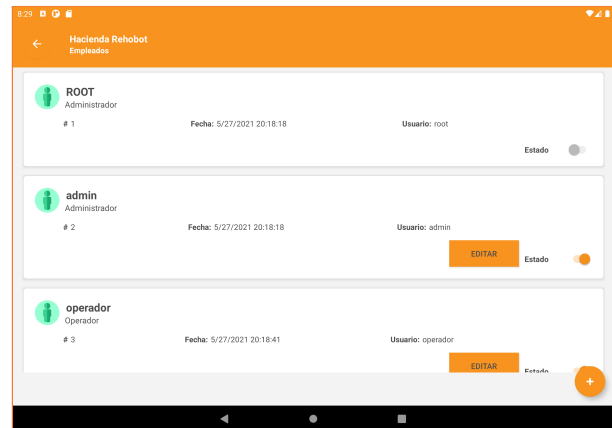 8:29
Hacienda Rehobot
Empleados
ROOT
Administrador
# 1 Fecha: 5/27/2021 20:18:18 Usuario: root
Estado
admin
Administrador
# 2 Fecha: 5/27/2021 20:18:18 Usuario: admin
EDITAR Estado
operador
Operador
# 3 Fecha: 5/27/2021 20:18:41 Usuario: operador
EDITAR Estado
+